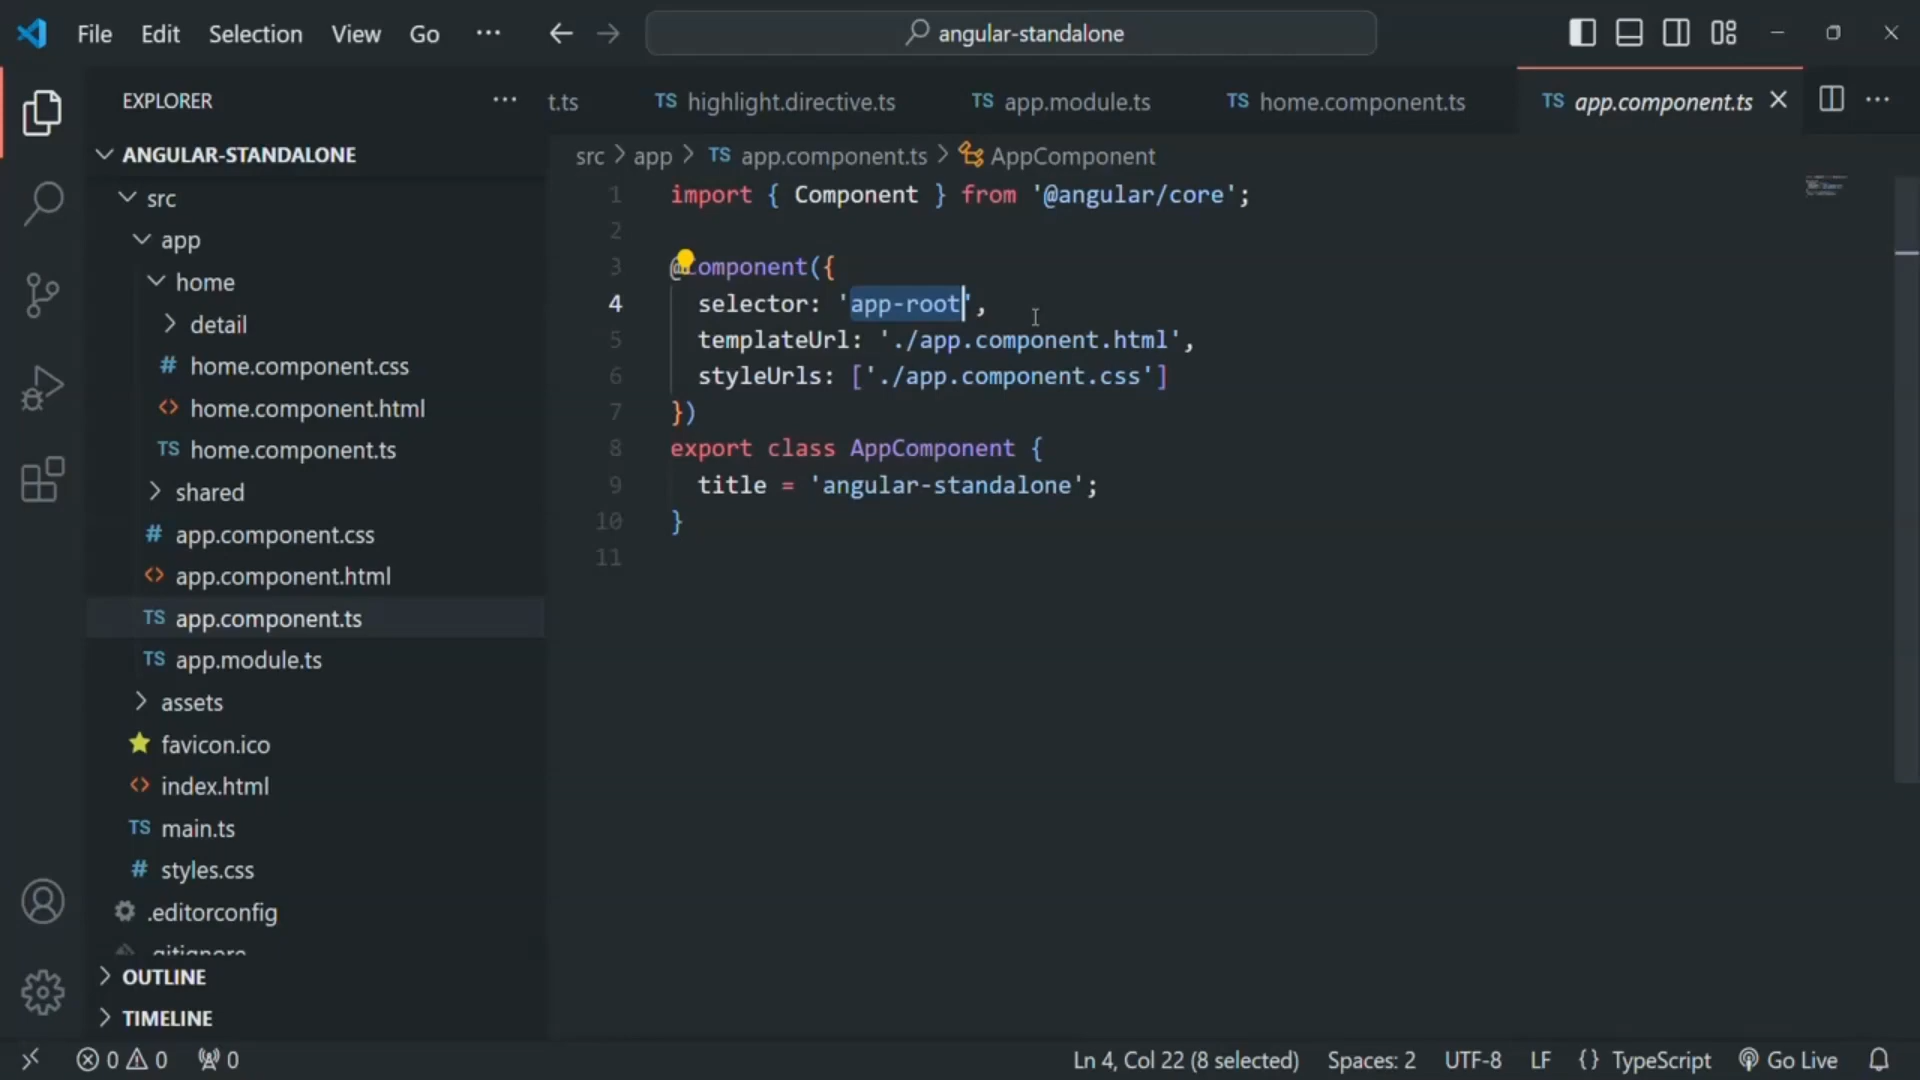 File Edit Selection View Go ··· angular-standalone
EXPLORER ···
ANGULAR-STANDALONE
src
app
home
detail
# home.component.css
<> home.component.html
TS home.component.ts
shared
# app.component.css
<> app.component.html
TS app.component.ts
TS app.module.ts
assets
favicon.ico
<> index.html
TS main.ts
# styles.css
.editorconfig
.gitignore
OUTLINE
TIMELINE
t.ts TS highlight.directive.ts TS app.module.ts TS home.component.ts TS app.component.ts
src > app > TS app.component.ts > AppComponent
1 import { Component } from '@angular/core';
2
3 @Component({
4 selector: 'app-root',
5 templateUrl: './app.component.html',
6 styleUrls: ['./app.component.css']
7 })
8 export class AppComponent {
9 title = 'angular-standalone';
10 }
11
0 0 0 Ln 4, Col 22 (8 selected) Spaces: 2 UTF-8 LF {} TypeScript Go Live